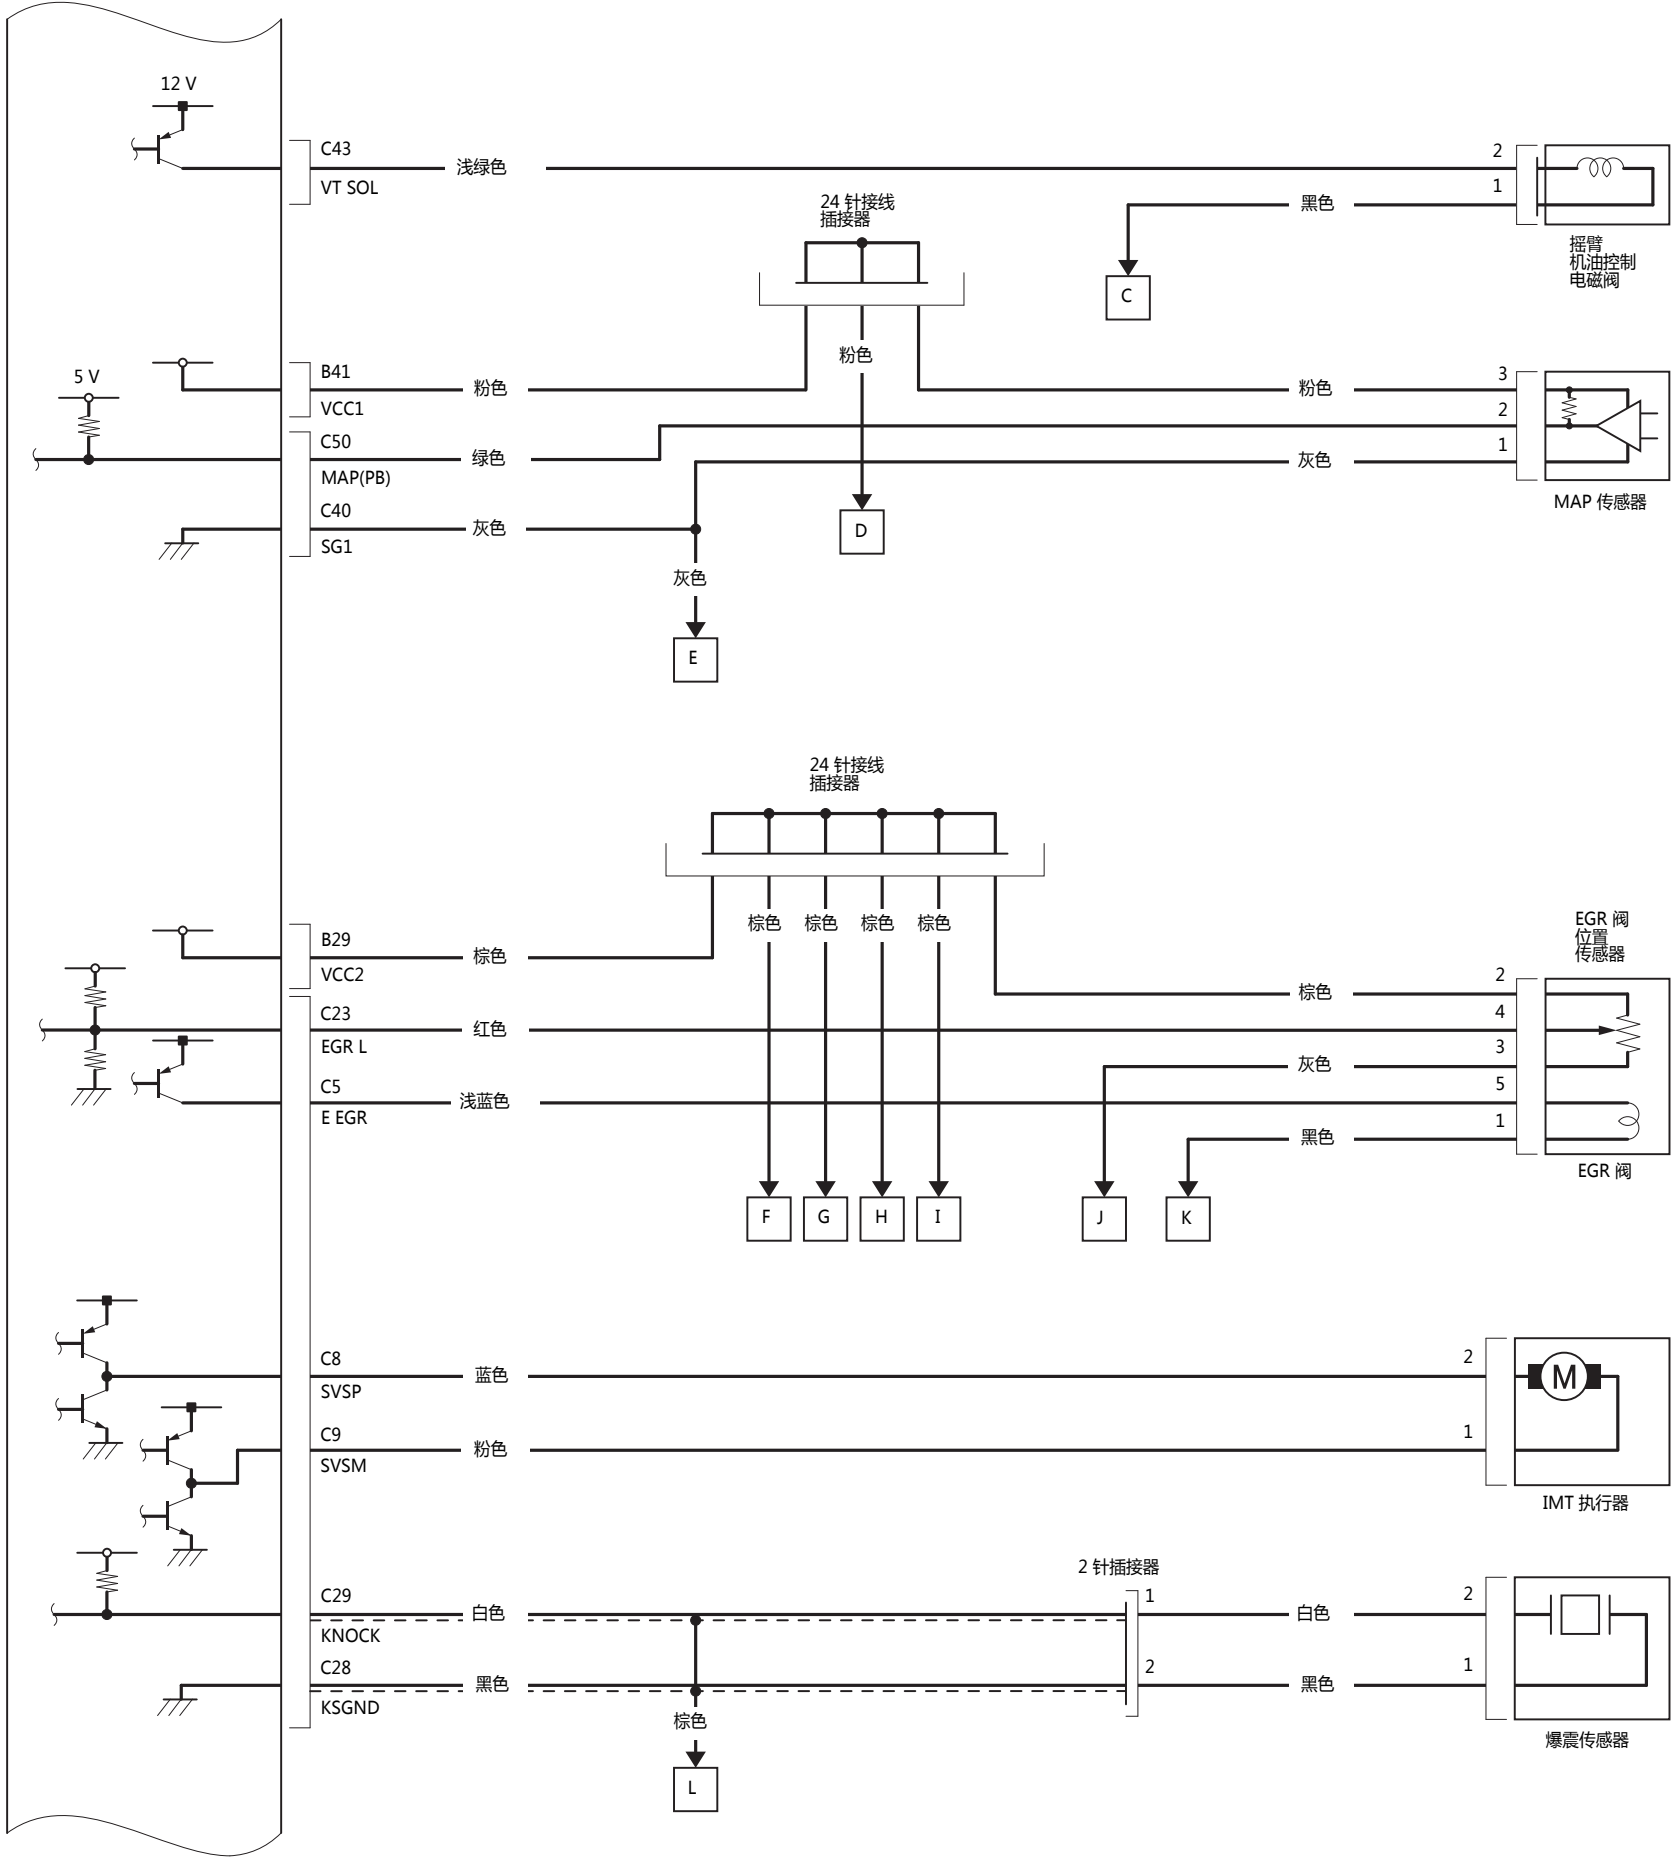 12 V
C43
浅绿色
2
VT SOL
1
24 针接线
插接器
黑色
摇臂
机油控制
电磁阀
C
粉色
B41
5 V
粉色
粉色
3
VCC1
2
C50
绿色
灰色
1
MAP(PB)
MAP 传感器
C40
灰色
D
SG1
灰色
E
24 针接线
插接器
棕色
棕色
棕色
棕色
EGR 阀
位置
传感器
B29
棕色
VCC2
2
棕色
C23
红色
4
EGR L
3
灰色
C5
浅蓝色
5
E EGR
1
黑色
EGR 阀
F
G
H
I
J
K
C8
蓝色
2
M
SVSP
C9
粉色
1
SVSM
IMT 执行器
2 针插接器
C29
白色
1
白色
2
KNOCK
C28
黑色
2
黑色
1
KSGND
棕色
爆震传感器
L